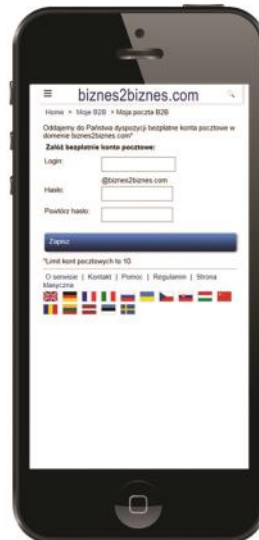 biznes2biznes.com
Home > Moje B2B > Moja poczta B2B
Oddajemy do Państwa dyspozycji bezpłatne konta pocztowe w
domenie biznes2biznes.com*
Załóż bezpłatnie konto pocztowe:
Login:
@biznes2biznes.com
Hasło:
Powtórz hasło:
Zapisz
*Limit kont pocztowych to 10
O serwisie | Kontakt | Pomoc | Regulamin | Strona
klasyczna